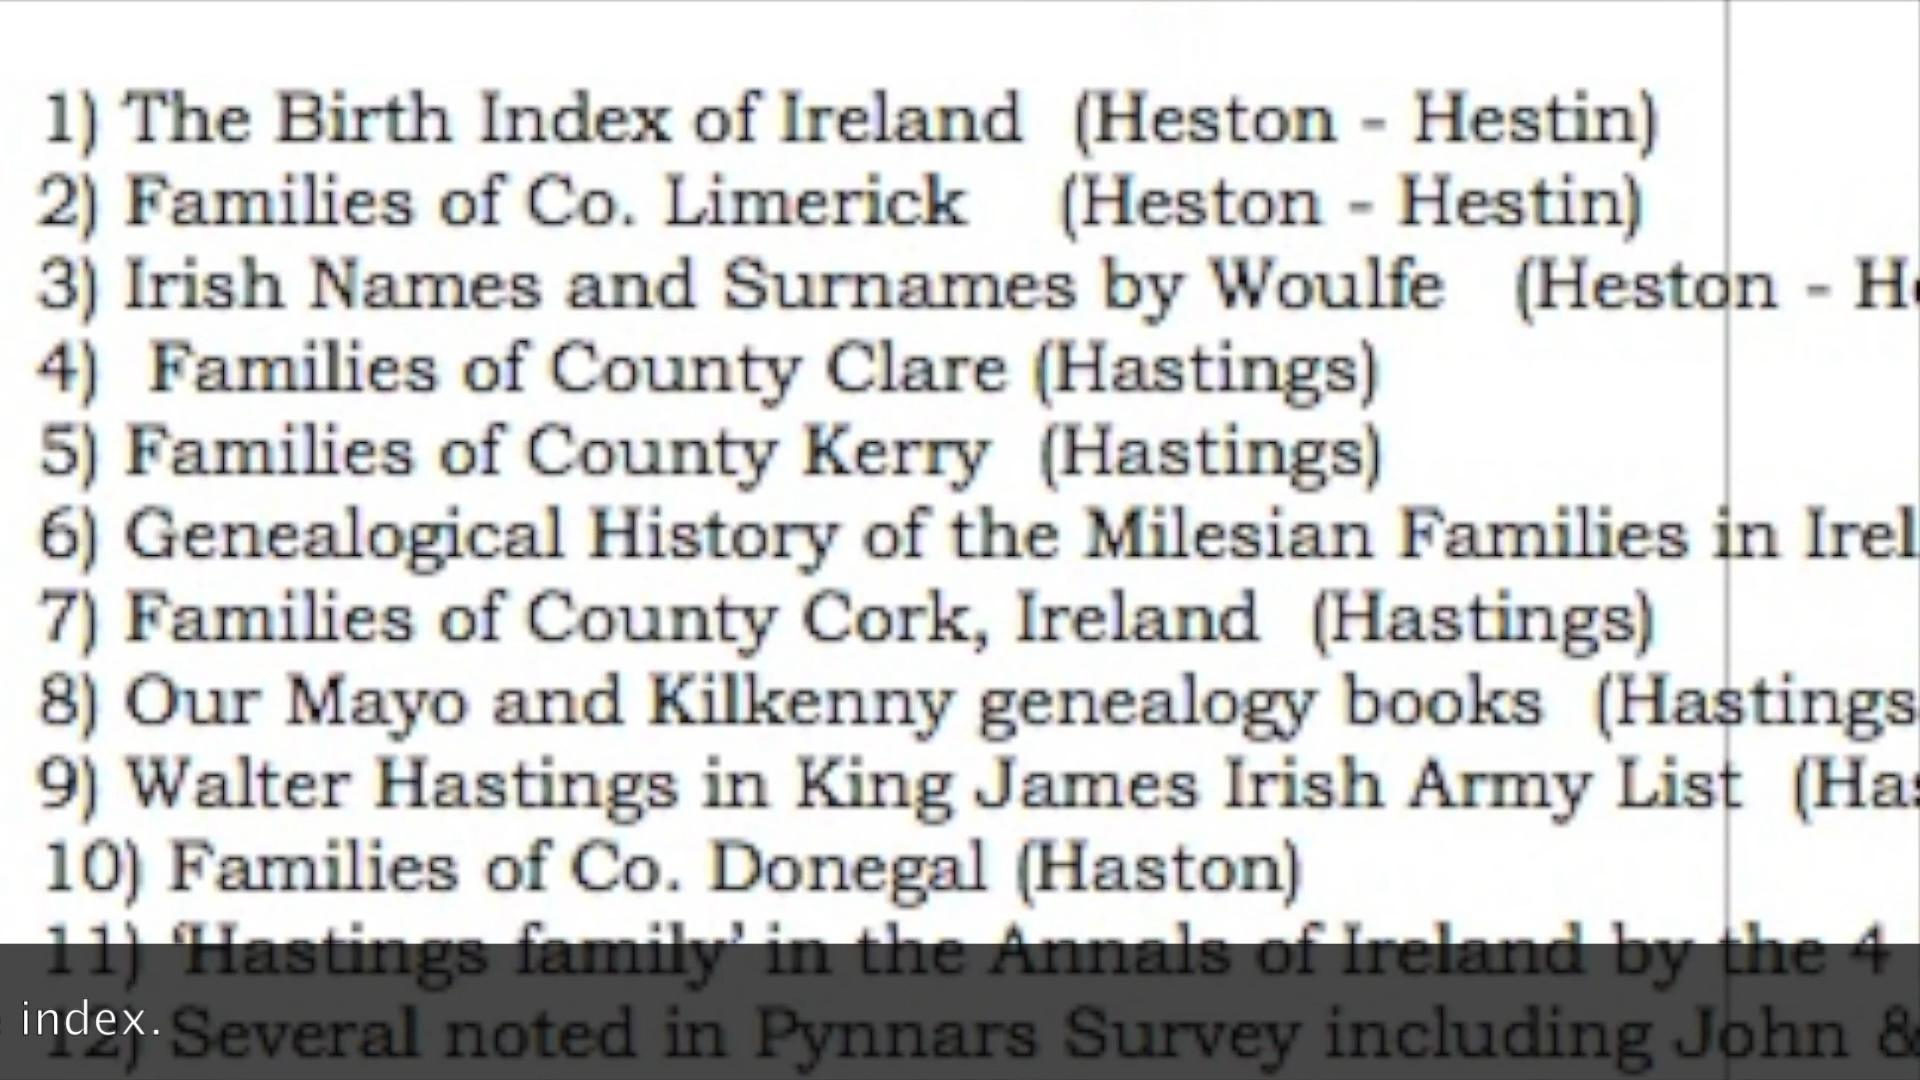 1) The Birth Index of Ireland (Heston - Hestin)
2) Families of Co. Limerick (Heston - Hestin)
3) Irish Names and Surnames by Woulfe (Heston - H
4) Families of County Clare (Hastings)
5) Families of County Kerry (Hastings)
6) Genealogical History of the Milesian Families in Irel
7) Families of County Cork, Ireland (Hastings)
8) Our Mayo and Kilkenny genealogy books (Hastings
9) Walter Hastings in King James Irish Army List (Has
10) Families of Co. Donegal (Haston)
11) 'Hastings family' in the Annals of Ireland by the 4
index.
12) Several noted in Pynnars Survey including John &